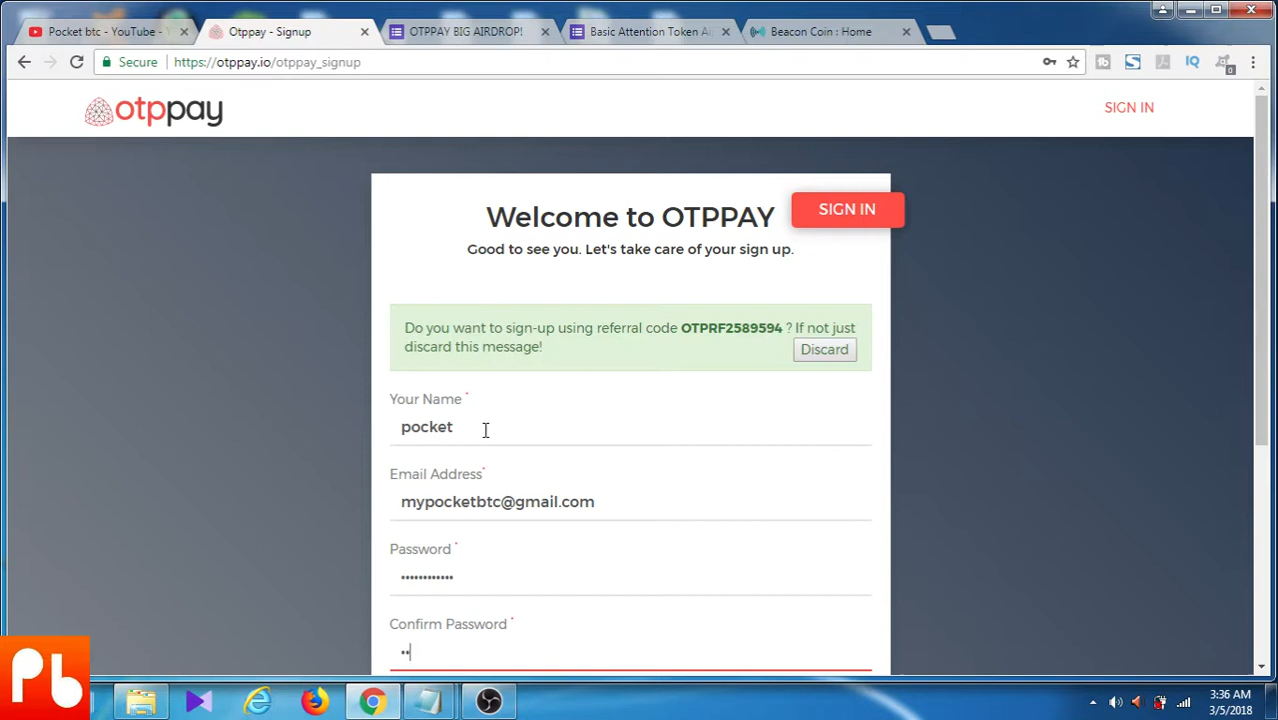 Pocket btc - YouTube -
Otppay - Signup
OTPPAY BIG AIRDROP!
Basic Attention Token Ai
Beacon Coin : Home
Secure
https://otppay.io/otppay_signup
IQ
0
otppay
SIGN IN
Welcome to OTPPAY
SIGN IN
Good to see you. Let's take care of your sign up.
Do you want to sign-up using referral code OTPRF2589594 ? If not just
discard this message!
Discard
Your Name *
pocket
Email Address*
mypocketbtc@gmail.com
Password *
••••••••••••
Confirm Password *
••
Pb
3:36 AM
3/5/2018